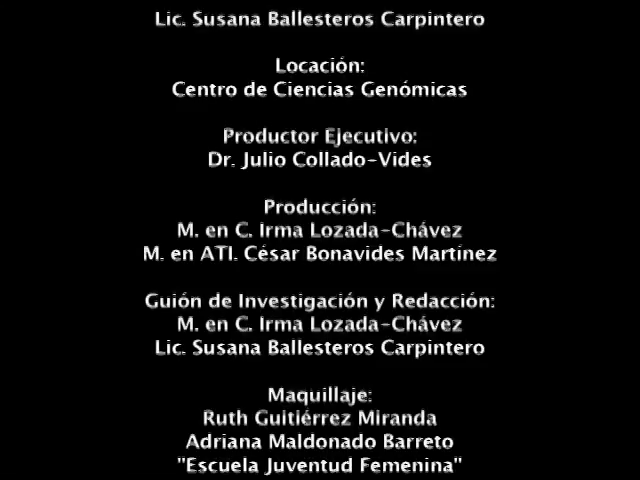 Lic. Susana Ballesteros Carpintero
Locación:
Centro de Ciencias Genómicas
Productor Ejecutivo:
Dr. Julio Collado-Vides
Producción:
M. en C. Irma Lozada-Chávez
M. en ATI. César Bonavides Martínez
Guión de Investigación y Redacción:
M. en C. Irma Lozada-Chávez
Lic. Susana Ballesteros Carpintero
Maquillaje:
Ruth Guitiérrez Miranda
Adriana Maldonado Barreto
"Escuela Juventud Femenina"